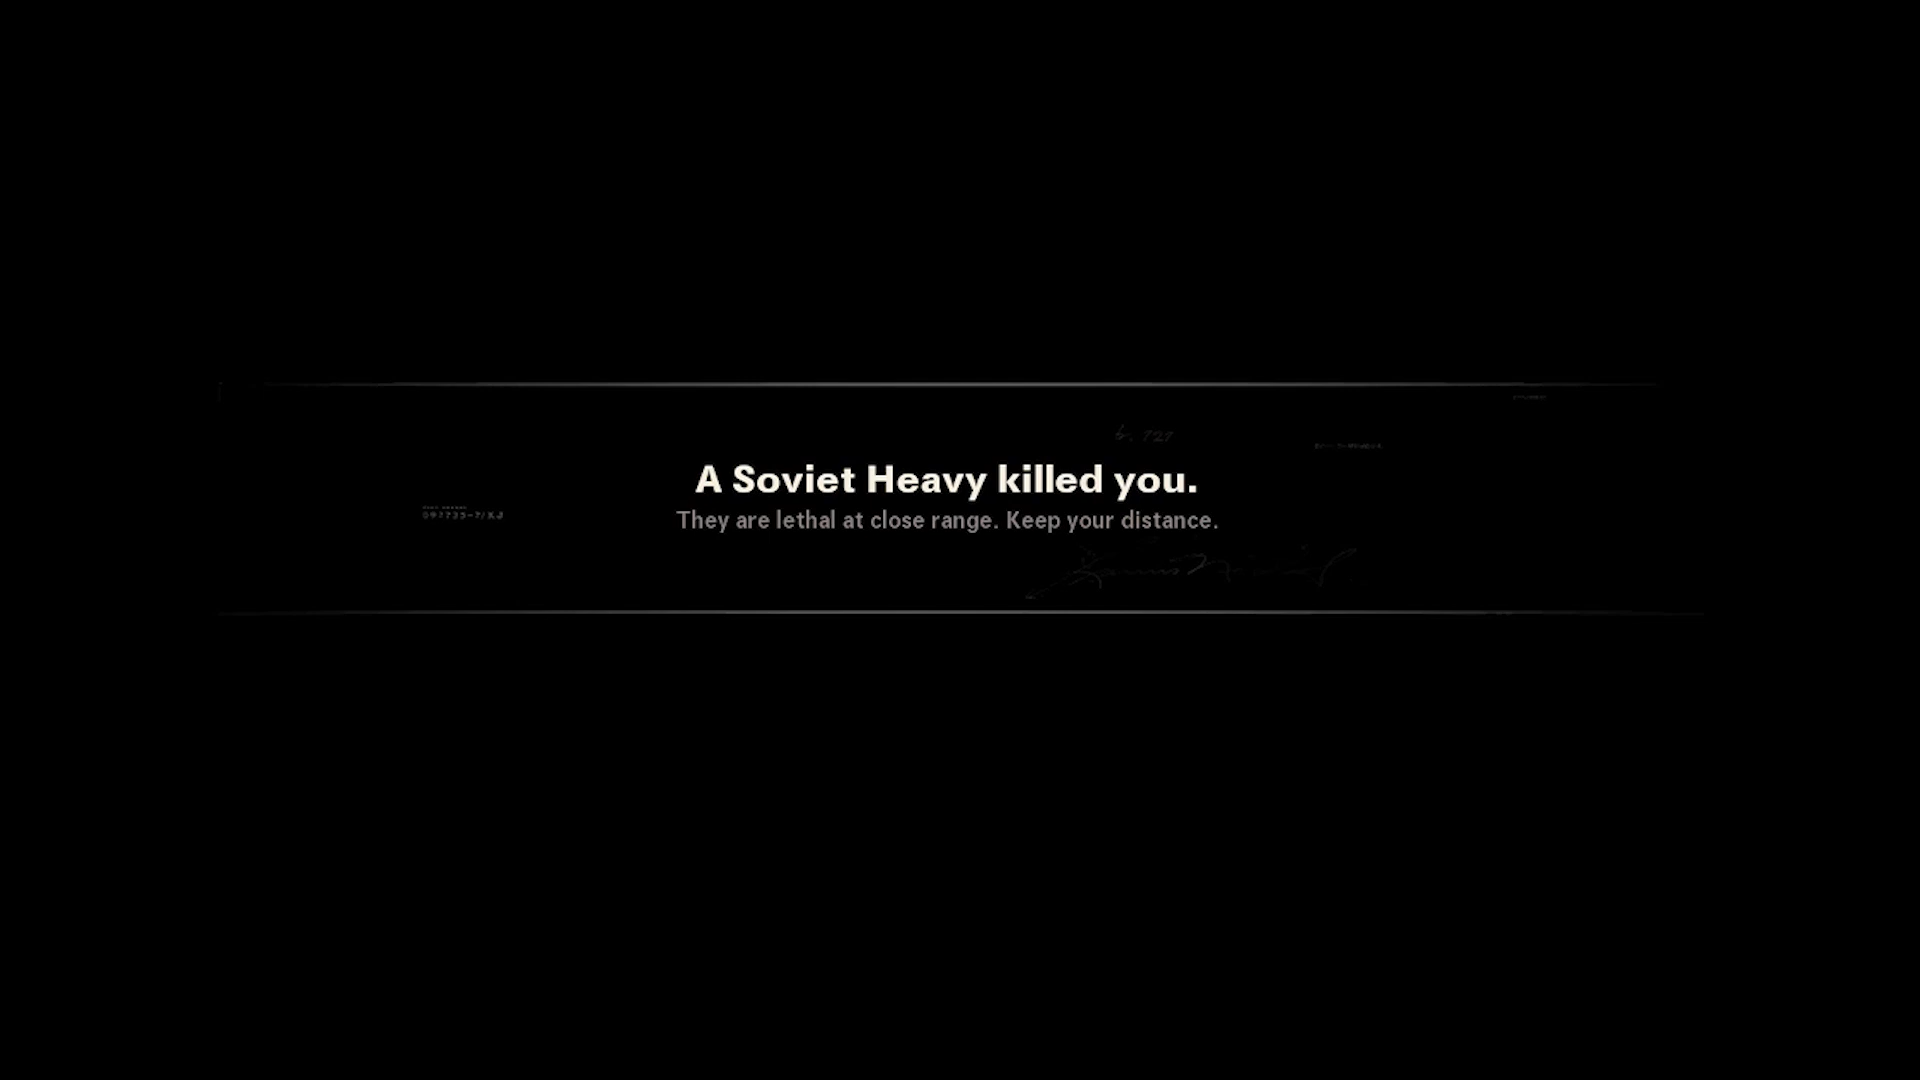 A Soviet Heavy killed you.
They are lethal at close range. Keep your distance.